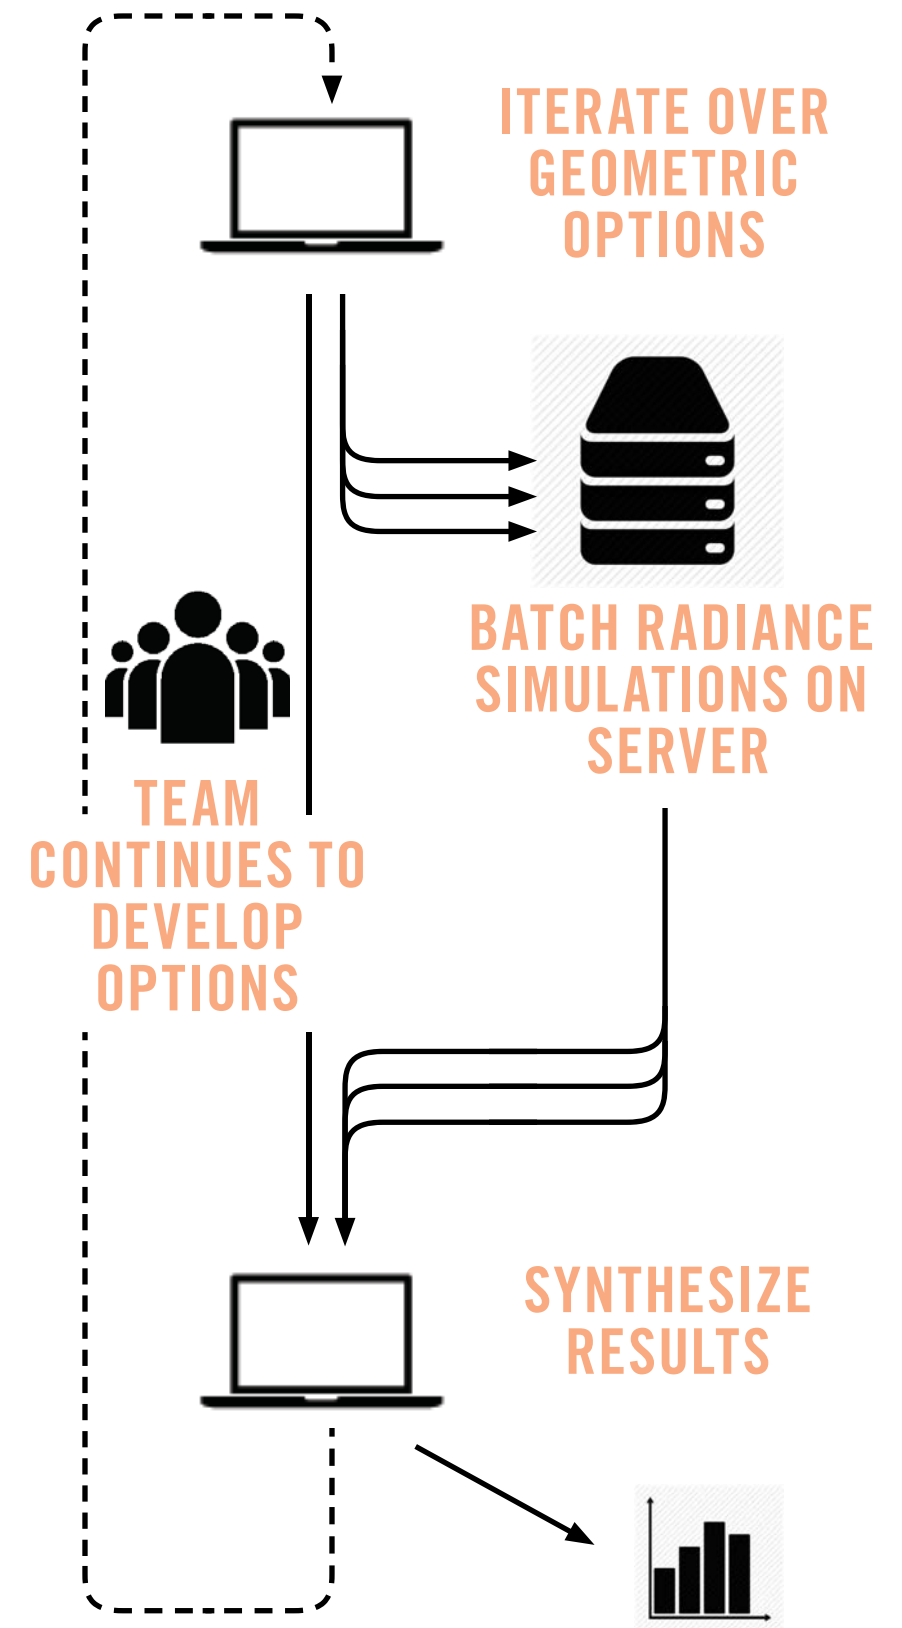 ITERATE OVER
GEOMETRIC
OPTIONS
BATCH RADIANCE
SIMULATIONS ON
SERVER
TEAM
CONTINUES TO
DEVELOP
OPTIONS
SYNTHESIZE
RESULTS